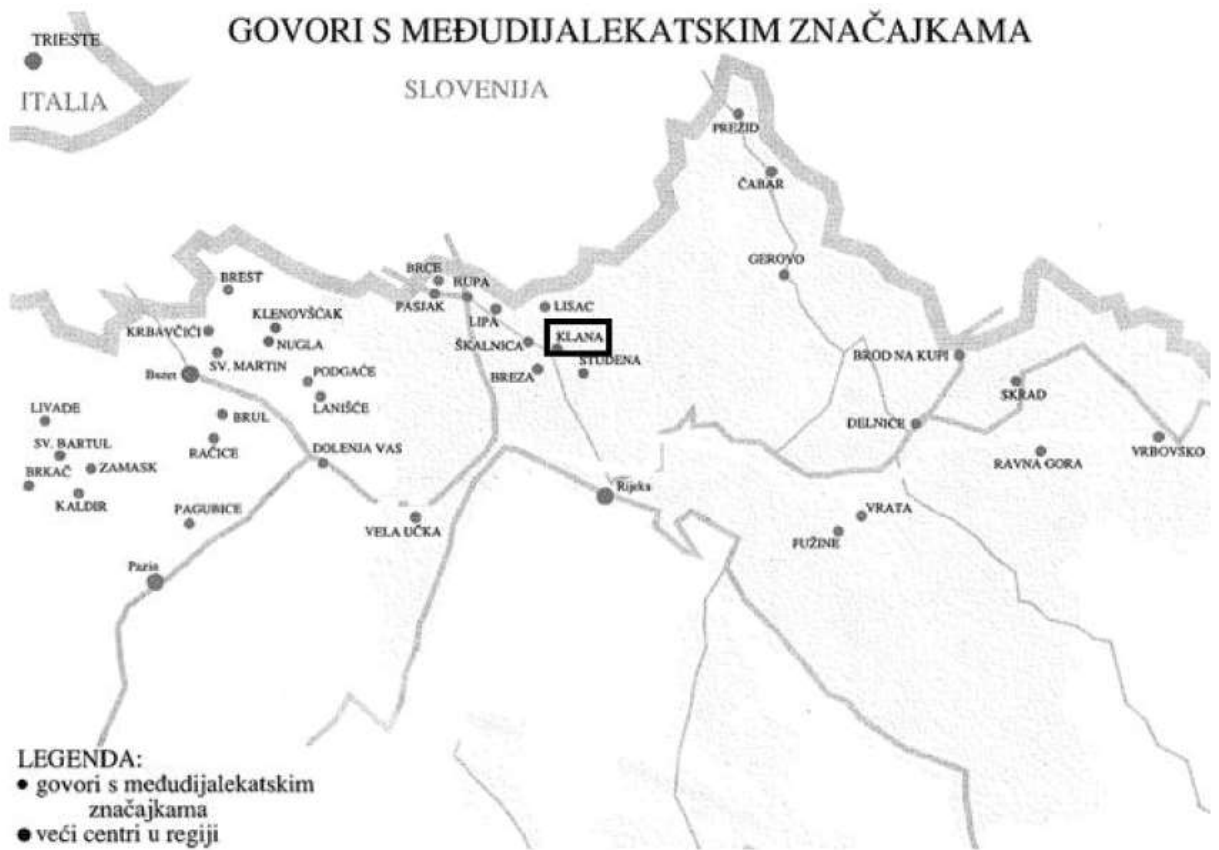 GOVORI S MEĐUDIJALEKATSKIM ZNAČAJKAMA
TRIESTE
ITALIA
SLOVENIJA
PREZID
ČABAR
GEROVO
BREST
BRCE
RUPA
PASJAK
LISAC
LIPA
KLENOVŠČAK
KRBAVČIĆI
NUGLA
ŠKALNICA
KLANA
SV. MARTIN
STUDENA
BREZA
BROD NA KUPI
Buzet
PODGAĆE
SKRAD
LANIŠĆE
LIVADE
BRUL
DELNICE
SV. BARTUL
RAČICE
DOLENJA VAS
VRBOVSKO
RAVNA GORA
BRKAČ
ZAMASK
KALDIR
Rijeka
PAGUBICE
VELA UČKA
VRATA
FUŽINE
Pazin
LEGENDA:
govori s međudijalekatskim
značajkama
veći centri u regiji